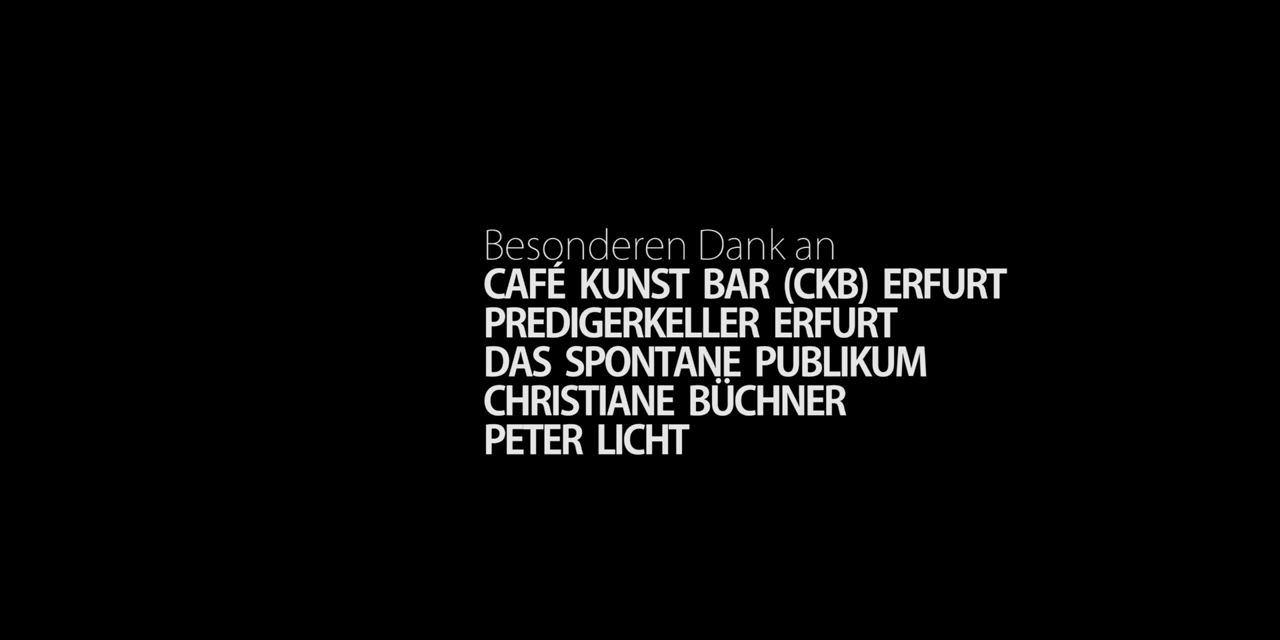 Besonderen Dank an
CAFÉ KUNST BAR (CKB) ERFURT
PREDIGERKELLER ERFURT
DAS SPONTANE PUBLIKUM
CHRISTIANE BÜCHNER
PETER LICHT